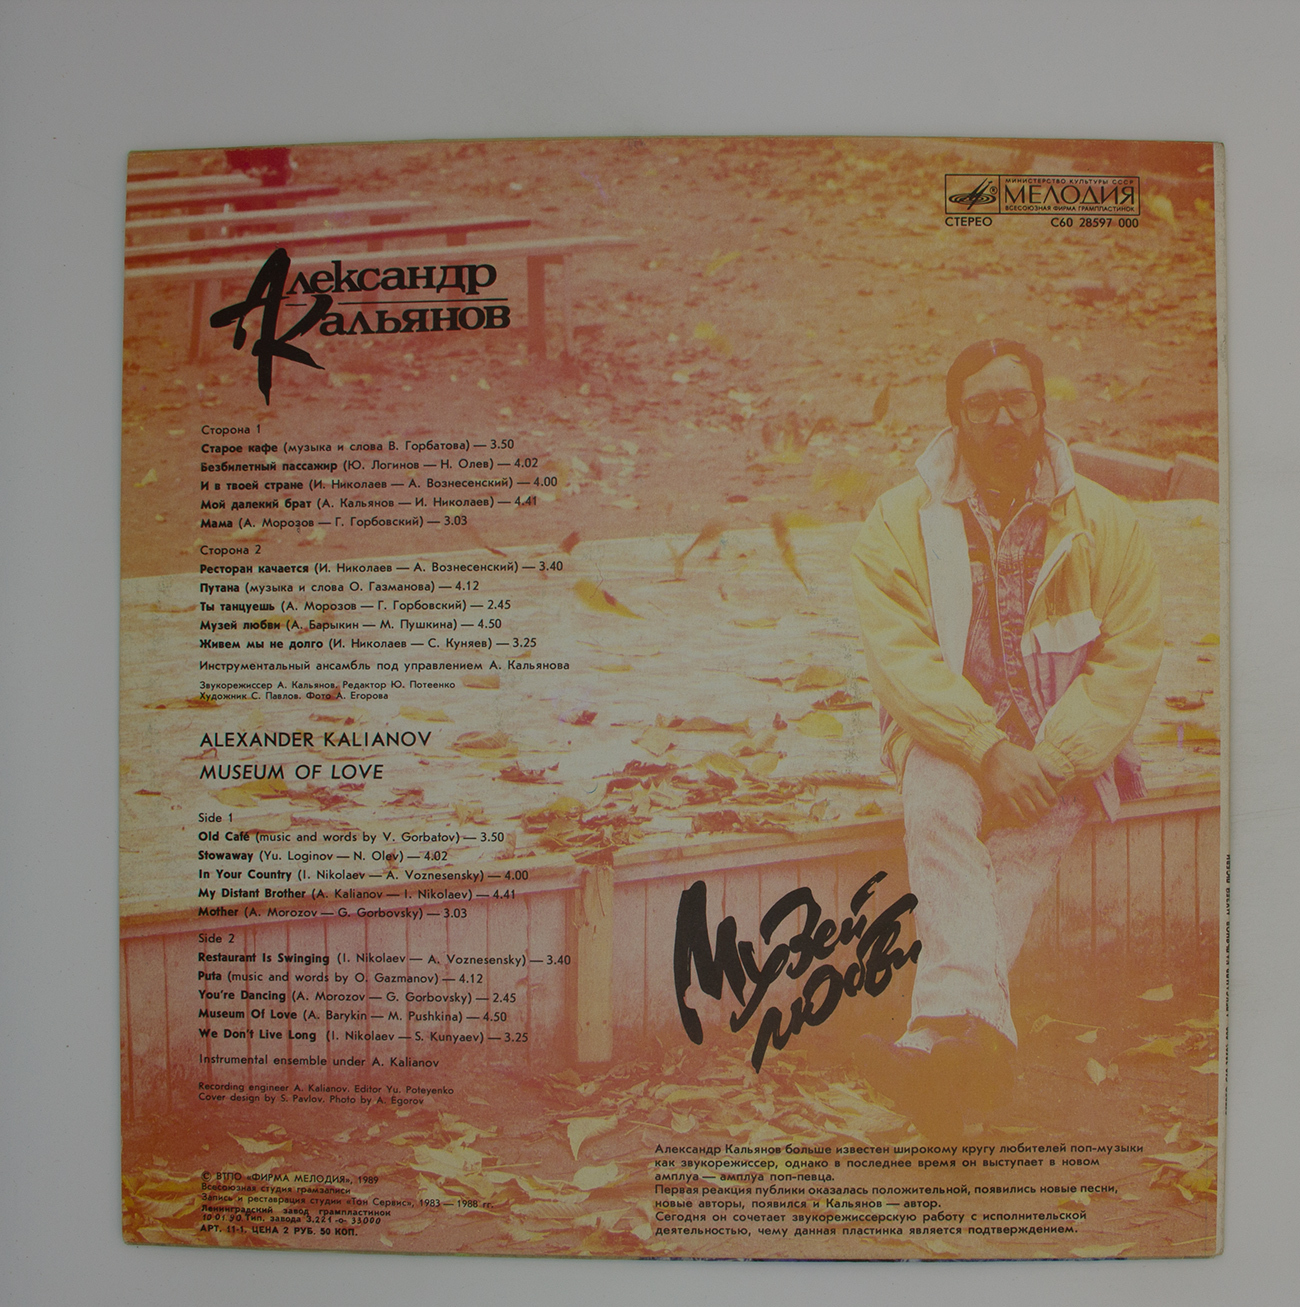 МИНИСТЕРСТВО КУЛЬТУРЫ СССР
МЕЛОДИЯ
ВСЕСОЮЗНАЯ ФИРМА ГРАМПЛАСТИНОК
СТЕРЕО С60 28597 000
Александр
Кальянов
Сторона 1
Старое кафе (музыка и слова В. Горбатова) — 3.50
Безбилетный пассажир (Ю. Логинов — Н. Олев) — 4.02
И в твоей стране (И. Николаев — А. Вознесенский) — 4.00
Мой далекий брат (А. Кальянов — И. Николаев) — 4.41
Мама (А. Морозов — Г. Горбовский) — 3.03
Сторона 2
Ресторан качается (И. Николаев — А. Вознесенский) — 3.40
Путана (музыка и слова О. Газманова) — 4.12
Ты танцуешь (А. Морозов — Г. Горбовский) — 2.45
Музей любви (А. Барыкин — М. Пушкина) — 4.50
Живем мы не долго (И. Николаев — С. Куняев) — 3.25
Инструментальный ансамбль под управлением А. Кальянова
Звукорежиссер А. Кальянов. Редактор Ю. Потеенко
Художник С. Павлов. Фото А. Егорова
ALEXANDER KALIANOV
MUSEUM OF LOVE
Side 1
Old Café (music and words by V. Gorbatov) — 3.50
Stowaway (Yu. Loginov — N. Olev) — 4.02
In Your Country (I. Nikolaev — A. Voznesensky) — 4.00
My Distant Brother (A. Kalianov — I. Nikolaev) — 4.41
Mother (A. Morozov — G. Gorbovsky) — 3.03
Side 2
Restaurant Is Swinging (I. Nikolaev — A. Voznesensky) — 3.40
Puta (music and words by O. Gazmanov) — 4.12
You're Dancing (A. Morozov — G. Gorbovsky) — 2.45
Museum Of Love (A. Barykin — M. Pushkina) — 4.50
We Don't Live Long (I. Nikolaev — S. Kunyaev) — 3.25
Instrumental ensemble under A. Kalianov
Recording engineer A. Kalianov. Editor Yu. Poteyenko
Cover design by S. Pavlov. Photo by A. Egorov
Музей
любви
© ВТПО «ФИРМА МЕЛОДИЯ», 1989
Всесоюзная студия грамзаписи
Запись и реставрация студии «Тон Сервис», 1983 — 1988 гг.
Ленинградский завод грампластинок
10 01 90 Тип. завода З.221-о- 33000
АРТ. 11-1. ЦЕНА 2 РУБ. 50 КОП.
Александр Кальянов больше известен широкому кругу любителей поп-музыки
как звукорежиссер, однако в последнее время он выступает в новом
амплуа — амплуа поп-певца.
Первая реакция публики оказалась положительной, появились новые песни,
новые авторы, появился и Кальянов — автор.
Сегодня он сочетает звукорежиссерскую работу с исполнительской
деятельностью, чему данная пластинка является подтверждением.